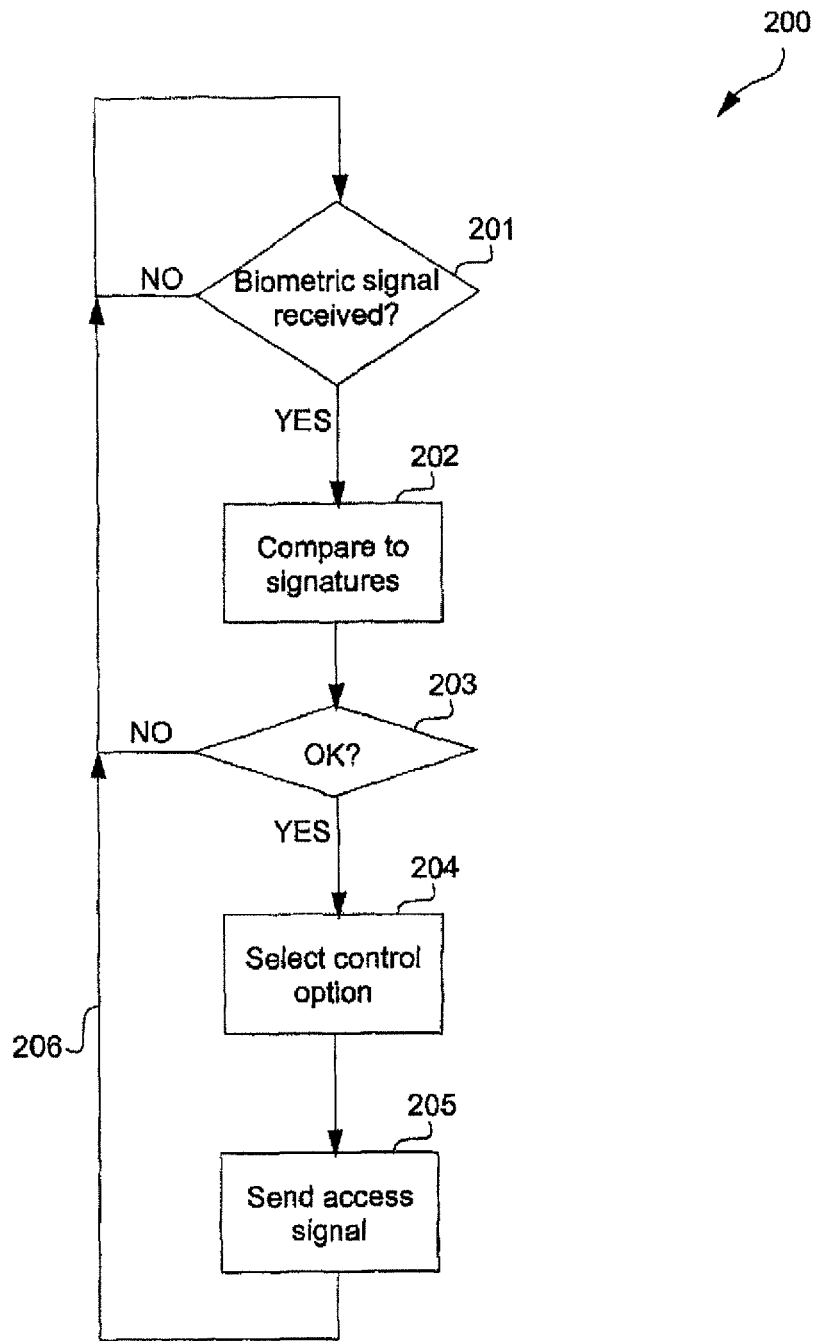 200
201
NO
Biometric signal
received?
YES
202
Compare to
signatures
203
NO
OK?
YES
204
Select control
option
206
205
Send access
signal